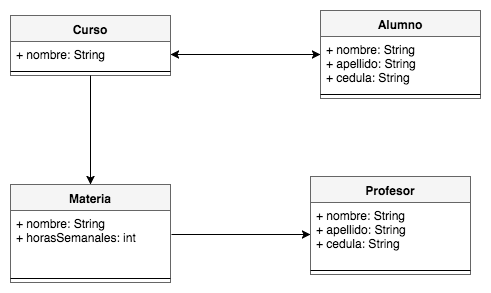 Curso
+ nombre: String
Alumno
+ nombre: String
+ apellido: String
+ cedula: String
Materia
+ nombre: String
+ horasSemanales: int
Profesor
+ nombre: String
+ apellido: String
+ cedula: String